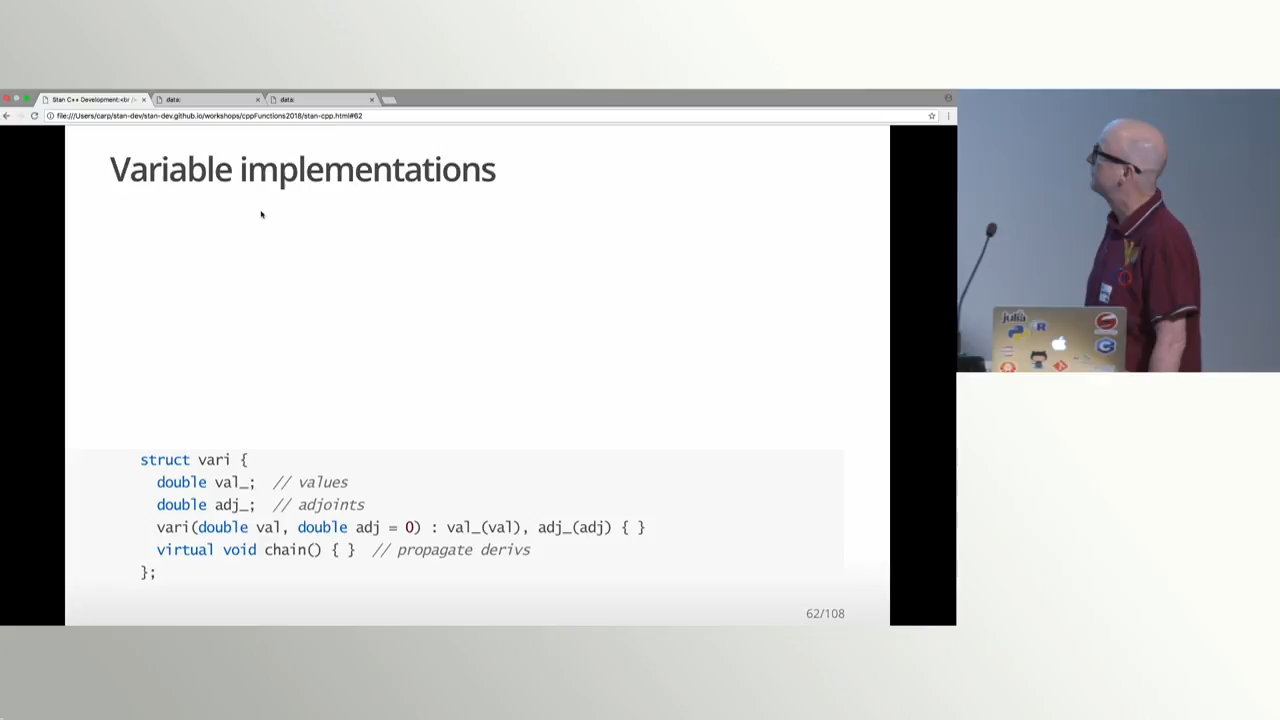 Stan C++ Development:<br /
data:
data:
file:///Users/carp/stan-dev/stan-dev.github.io/workshops/cppFunctions2018/stan-cpp.html#62
Variable implementations
struct vari {
double val_; // values
double adj_; // adjoints
vari(double val, double adj = 0) : val_(val), adj_(adj) { }
virtual void chain() { } // propagate derivs
};
62/108
julia
R